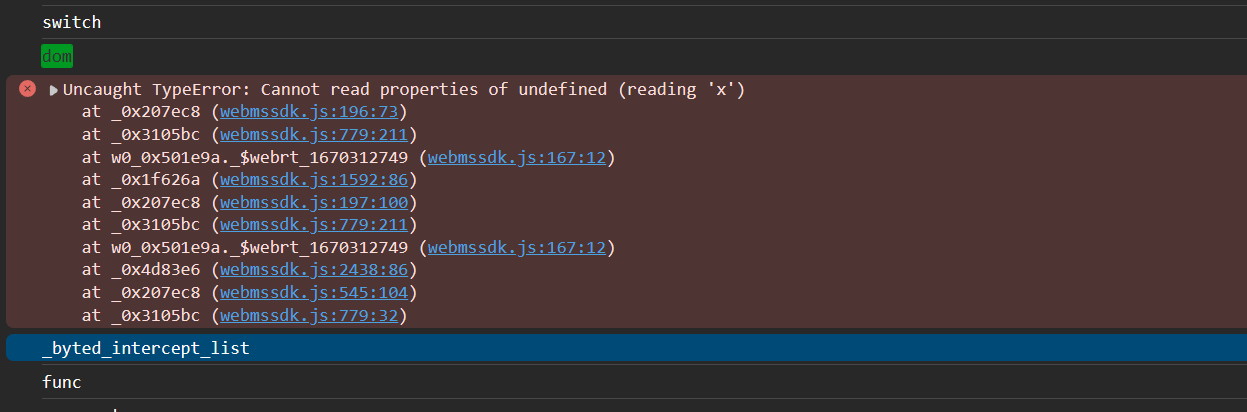 switch
dom
Uncaught TypeError: Cannot read properties of undefined (reading 'x')
at _0x207ec8 (webmssdk.js:196:73)
at _0x3105bc (webmssdk.js:779:211)
at w0_0x501e9a._$webrt_1670312749 (webmssdk.js:167:12)
at _0x1f626a (webmssdk.js:1592:86)
at _0x207ec8 (webmssdk.js:197:100)
at _0x3105bc (webmssdk.js:779:211)
at w0_0x501e9a._$webrt_1670312749 (webmssdk.js:167:12)
at _0x4d83e6 (webmssdk.js:2438:86)
at _0x207ec8 (webmssdk.js:545:104)
at _0x3105bc (webmssdk.js:779:32)
_byted_intercept_list
func